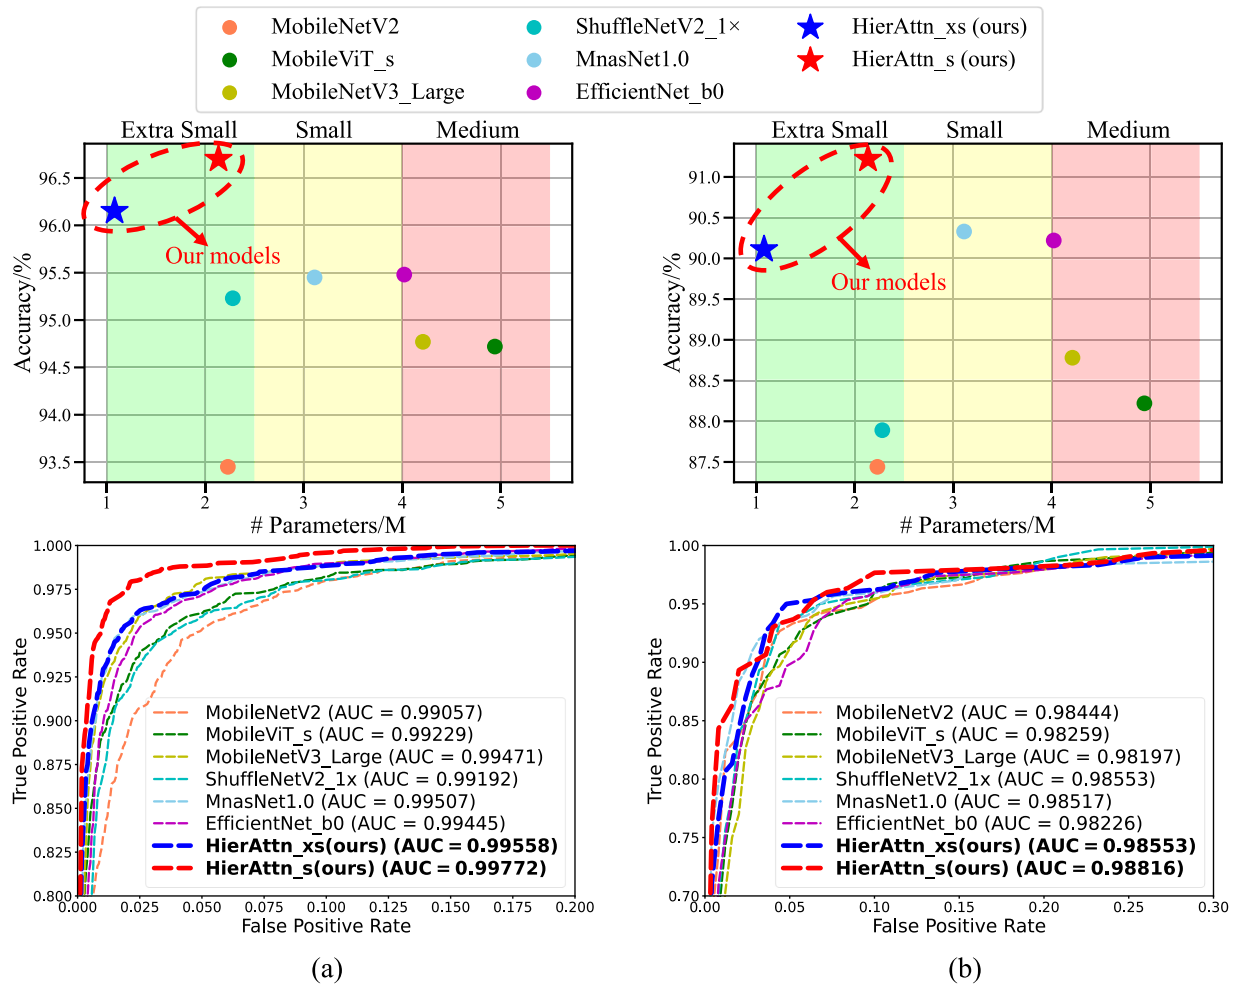 MobileNetV2
MobileViT_s
MobileNetV3_Large
ShuffleNetV2_1×
MnasNet1.0
EfficientNet_b0
HierAttn_xs (ours)
HierAttn_s (ours)
Extra Small Small Medium
96.5
96.0
95.5
95.0
94.5
94.0
93.5
Accuracy/%
Our models
1 2 3 4 5
# Parameters/M
Extra Small Small Medium
91.0
90.5
90.0
89.5
89.0
88.5
88.0
87.5
Accuracy/%
Our models
1 2 3 4 5
# Parameters/M
1.000
0.975
0.950
0.925
0.900
0.875
0.850
0.825
0.800
True Positive Rate
MobileNetV2 (AUC = 0.99057)
MobileViT_s (AUC = 0.99229)
MobileNetV3_Large (AUC = 0.99471)
ShuffleNetV2_1x (AUC = 0.99192)
MnasNet1.0 (AUC = 0.99507)
EfficientNet_b0 (AUC = 0.99445)
HierAttn_xs(ours) (AUC = 0.99558)
HierAttn_s(ours) (AUC = 0.99772)
0.000 0.025 0.050 0.075 0.100 0.125 0.150 0.175 0.200
False Positive Rate
(a)
1.00
0.95
0.90
0.85
0.80
0.75
0.70
True Positive Rate
MobileNetV2 (AUC = 0.98444)
MobileViT_s (AUC = 0.98259)
MobileNetV3_Large (AUC = 0.98197)
ShuffleNetV2_1x (AUC = 0.98553)
MnasNet1.0 (AUC = 0.98517)
EfficientNet_b0 (AUC = 0.98226)
HierAttn_xs(ours) (AUC = 0.98553)
HierAttn_s(ours) (AUC = 0.98816)
0.00 0.05 0.10 0.15 0.20 0.25 0.30
False Positive Rate
(b)